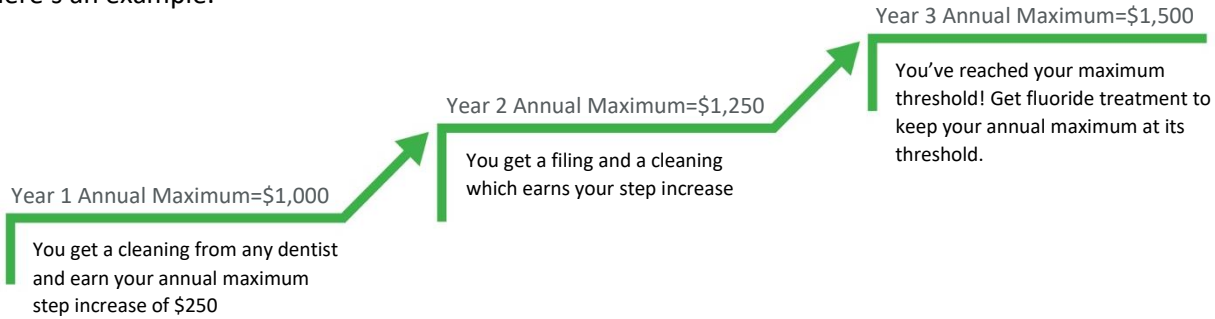 Here's an example:
Year 1 Annual Maximum=$1,000
You get a cleaning from any dentist
and earn your annual maximum
step increase of $250
Year 2 Annual Maximum=$1,250
You get a filing and a cleaning
which earns your step increase
Year 3 Annual Maximum=$1,500
You've reached your maximum
threshold! Get fluoride treatment to
keep your annual maximum at its
threshold.